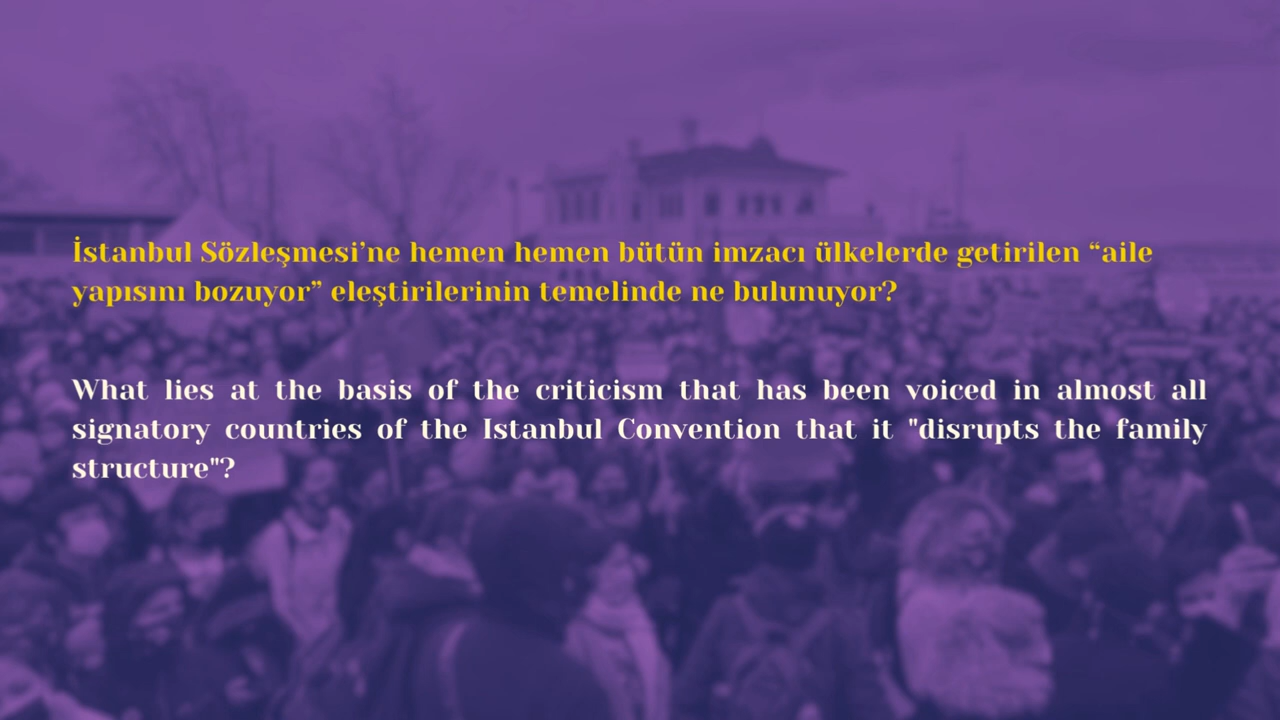 İstanbul Sözleşmesi’ne hemen hemen bütün imzacı ülkelerde getirilen “aile
yapısını bozuyor” eleştirilerinin temelinde ne bulunuyor?
What lies at the basis of the criticism that has been voiced in almost all
signatory countries of the Istanbul Convention that it "disrupts the family
structure"?